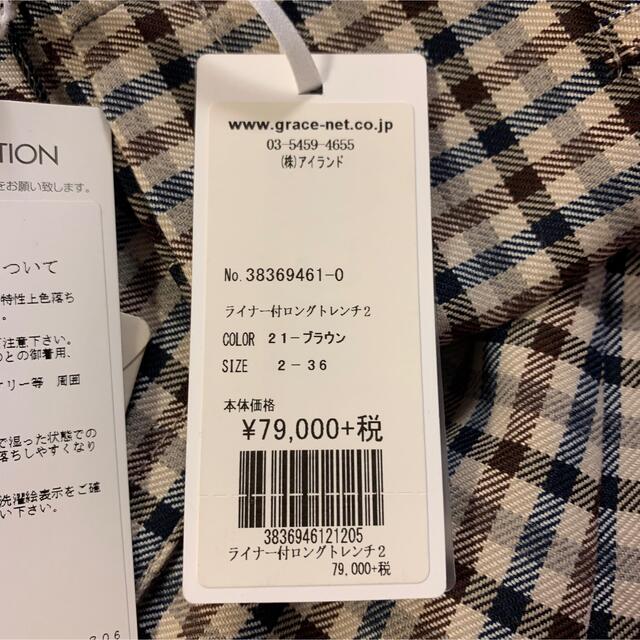 TION
をお願い致します。
ついて
特性上色落ち
。
ご注意下さい。
のとの御着用、
ナリー等 周囲
で湿った状態での
落ちしやすくなり
洗濯絵表示をご確
い下さい。
206
www.grace-net.co.jp
03-5459-4655
(株)アイランド
No.38369461-0
ライナー付ロングトレンチ2
COLOR 21-ブラウン
SIZE 2-36
本体価格
¥79,000+税
3836946121205
ライナー付ロングトレンチ2
79,000+税